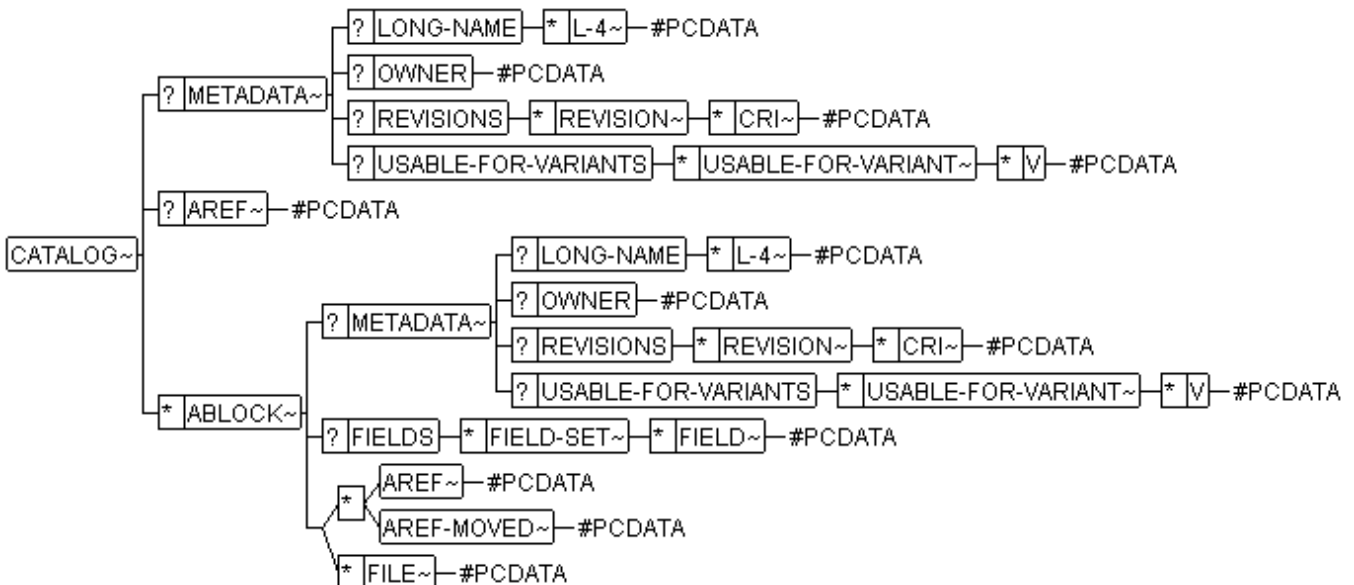 ? LONG-NAME * L-4~ #PCDATA
? OWNER #PCDATA
? METADATA~
? REVISIONS * REVISION~ * CRI~ #PCDATA
? USABLE-FOR-VARIANTS * USABLE-FOR-VARIANT~ * V #PCDATA
? AREF~ #PCDATA
CATALOG~
? LONG-NAME * L-4~ #PCDATA
? OWNER #PCDATA
? METADATA~
? REVISIONS * REVISION~ * CRI~ #PCDATA
? USABLE-FOR-VARIANTS * USABLE-FOR-VARIANT~ * V #PCDATA
* ABLOCK~
? FIELDS * FIELD-SET~ * FIELD~ #PCDATA
AREF~ #PCDATA
*
AREF-MOVED~ #PCDATA
* FILE~ #PCDATA